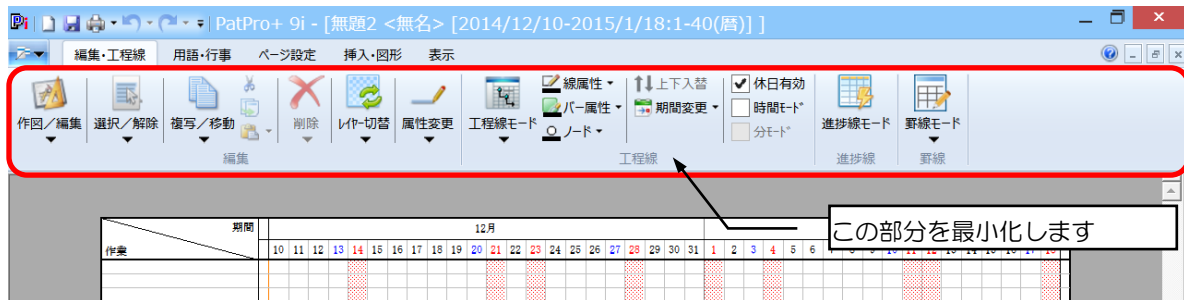 PatPro+ 9i - [無題2 <無名> [2014/12/10-2015/1/18:1-40(暦)] ]
編集・工程線 用語・行事 ページ設定 挿入・図形 表示
作図／編集 選択／解除 複写／移動 削除 ﾚｲﾔｰ切替 属性変更 工程線ﾓｰﾄﾞ 線属性 上下入替 休日有効 進捗線ﾓｰﾄﾞ 罫線ﾓｰﾄﾞ
バー属性 期間変更 時間ﾓｰﾄﾞ
ノード 分ﾓｰﾄﾞ
編集 工程線 進捗線 罫線
この部分を最小化します
期間 12月
作業 10 11 12 13 14 15 16 17 18 19 20 21 22 23 24 25 26 27 28 29 30 31 1 2 3 4 5 6